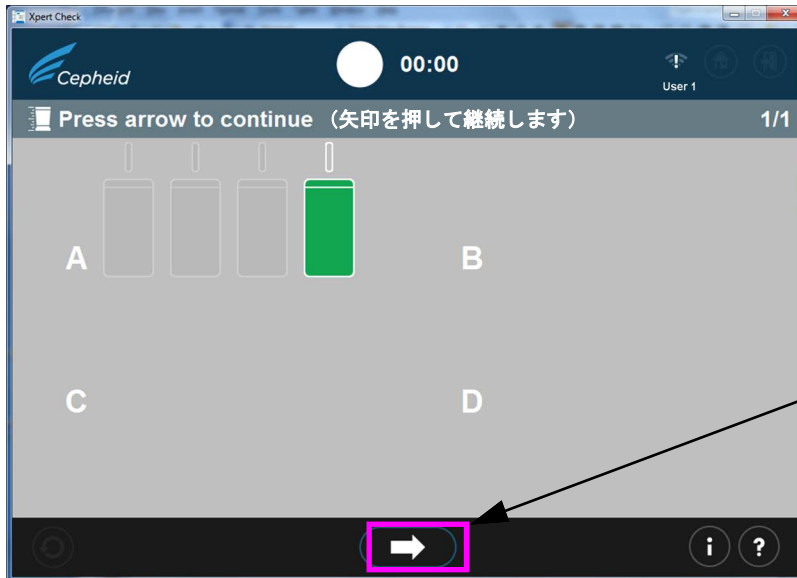 Xpert Check
Cepheid
00:00
User 1
Press arrow to continue （矢印を押して継続します） 1/1
A
B
C
D
i ?